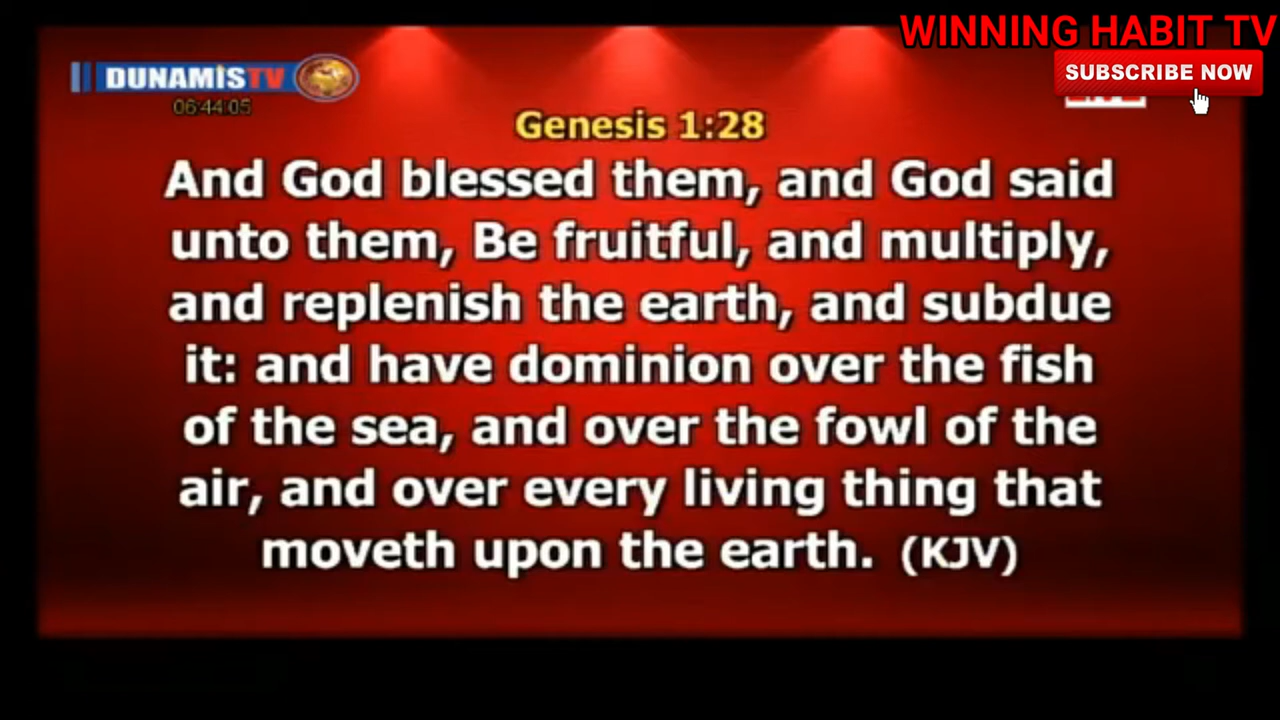 WINNING HABIT TV
DUNAMIS TV
SUBSCRIBE NOW
06:44:05
Genesis 1:28
And God blessed them, and God said
unto them, Be fruitful, and multiply,
and replenish the earth, and subdue
it: and have dominion over the fish
of the sea, and over the fowl of the
air, and over every living thing that
moveth upon the earth. (KJV)